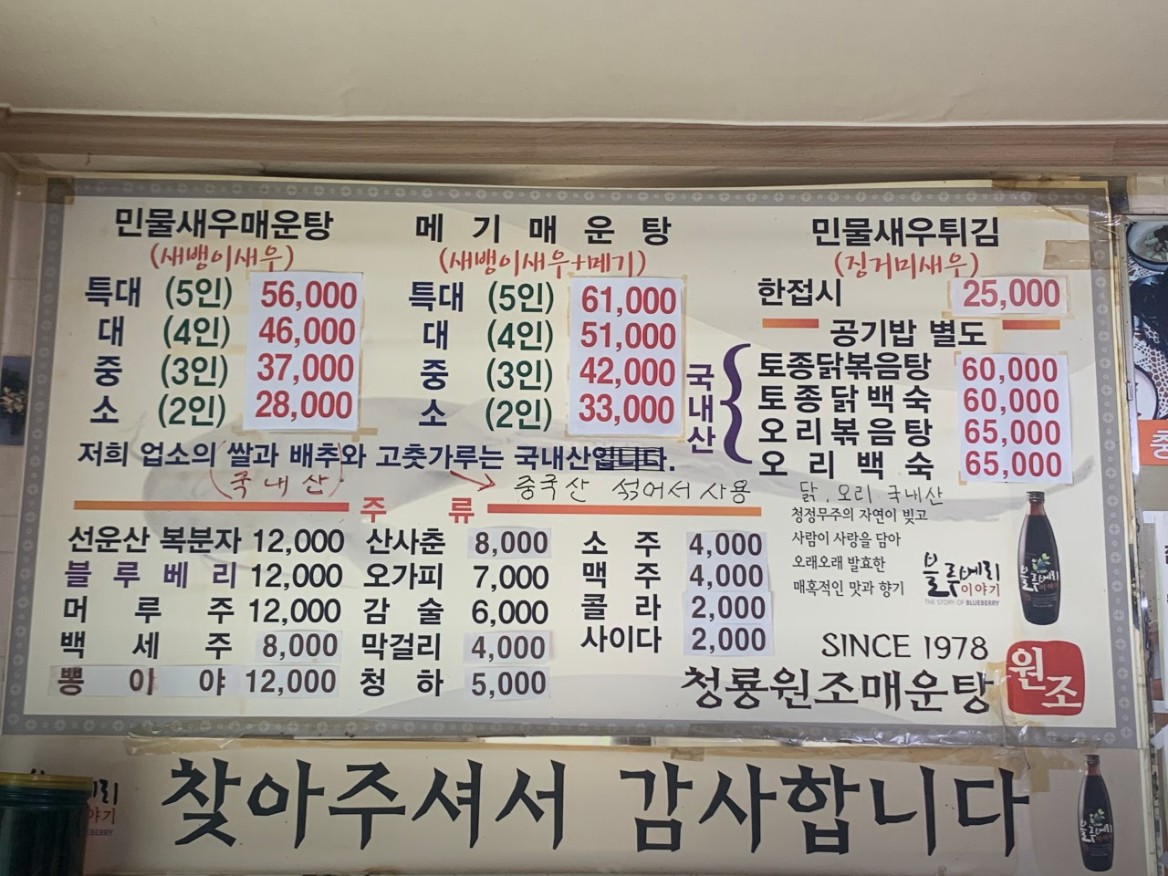 민물새우매운탕
(새뱅이새우)
특대 (5인) 56,000
대 (4인) 46,000
중 (3인) 37,000
소 (2인) 28,000
메기매운탕
(새뱅이새우+메기)
특대 (5인) 61,000
대 (4인) 51,000
중 (3인) 42,000
소 (2인) 33,000
민물새우튀김
(징거미새우)
한접시 25,000
공기밥 별도
국내산
토종닭볶음탕 60,000
토종닭백숙 60,000
오리볶음탕 65,000
오리백숙 65,000
닭, 오리 국내산
저희 업소의 쌀과 배추와 고춧가루는 국내산입니다.
(국내산) 중국산 섞어서 사용
주류
선운산 복분자 12,000
블루베리 12,000
머루주 12,000
백세주 8,000
뽕이야 12,000
산사춘 8,000
오가피 7,000
감술 6,000
막걸리 4,000
청하 5,000
소주 4,000
맥주 4,000
콜라 2,000
사이다 2,000
청정무주의 자연이 빚고
사람이 사랑을 담아
오래오래 발효한
매혹적인 맛과 향기
블루베리
이야기
THE STORY OF BLUEBERRY
SINCE 1978
청룡원조매운탕
원조
찾아주셔서 감사합니다